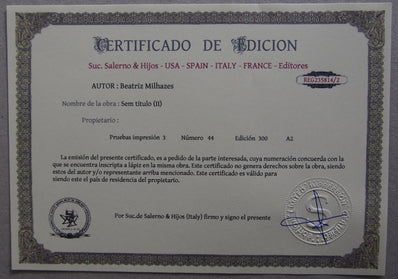 CERTIFICADO DE EDICION
Suc. Salerno & Hijos - USA - SPAIN - ITALY - FRANCE - Editores
REG235814/2
AUTOR : Beatriz Milhazes
Nombre de la obra : Sem título (II)
Propietario :
Pruebas impresión 3 Número 44 Edición 300 A2
La emisión del presente certificado, es a pedido de la parte interesada, cuya numeración concuerda con la
que se encuentra inscripta a lápiz en la misma obra. Este certificado no genera derechos sobre la obra, siendo
estos del autor y/o representante arriba mencionado. Este certificado es válido para
siendo este el país de residencia del propietario.
Por Suc.de Salerno & Hijos (Italy) firmo y signo el presente